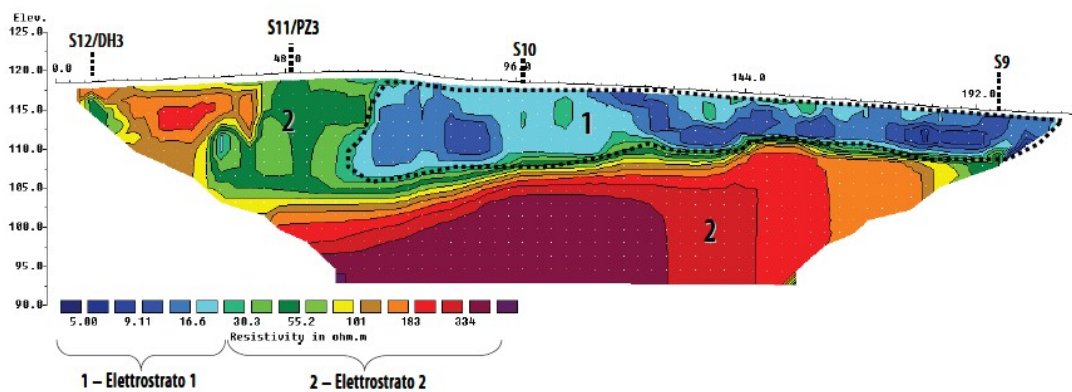 Elev.
125.0
S12/DH3
S11/PZ3
S10
S9
120.0
0.0
48.0
96.0
144.0
192.0
115.0
110.0
105.0
100.0
95.0
90.0
2
1
2
5.00 9.11 16.6 30.3 55.2 101 183 334
Resistivity in ohm.m
1 – Elettrostrato 1
2 – Elettrostrato 2